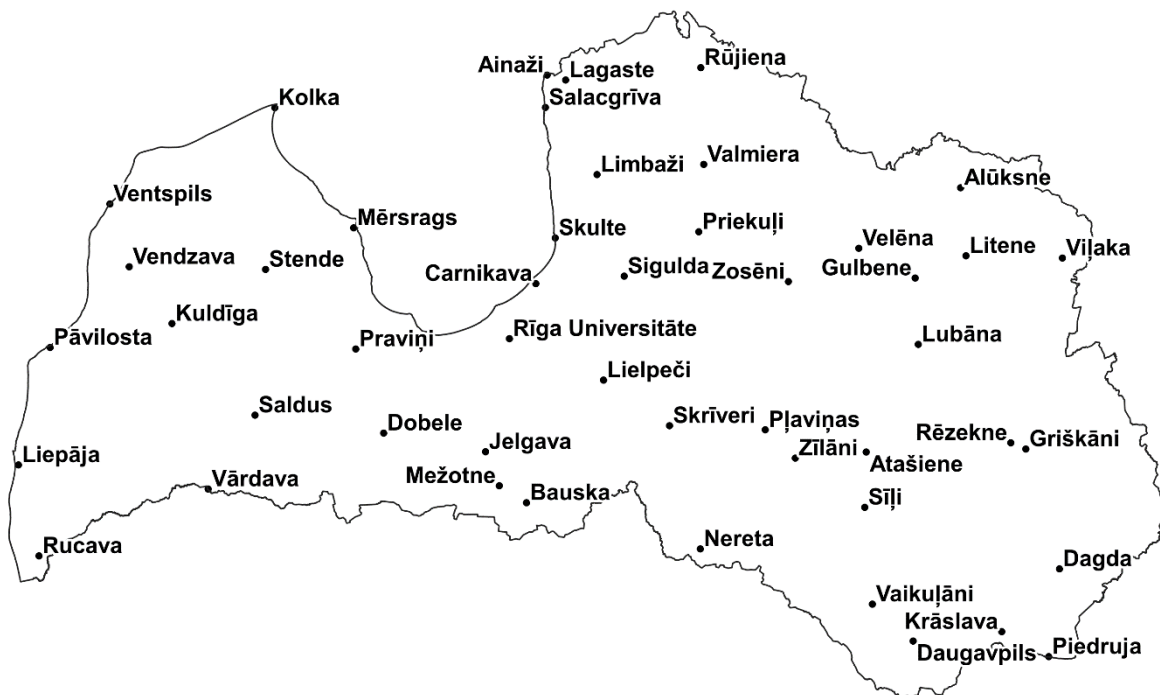 Rūjiena
Ainaži
Lagaste
Kolka
Salacgrīva
Valmiera
Limbaži
Alūksne
Ventspils
Mērsrags
Skulte
Priekuļi
Velēna
Litene
Viļaka
Vendzava
Stende
Carnikava
Sigulda
Zosēni
Gulbene
Kuldīga
Pāvilosta
Praviņi
Rīga Universitāte
Lubāna
Lielpeči
Saldus
Dobele
Skrīveri
Pļaviņas
Rēzekne
Griškāni
Liepāja
Jelgava
Zīlāni
Atašiene
Vārdava
Mežotne
Bauska
Sīļi
Rucava
Nereta
Dagda
Vaikuļāni
Krāslava
Daugavpils
Piedruja